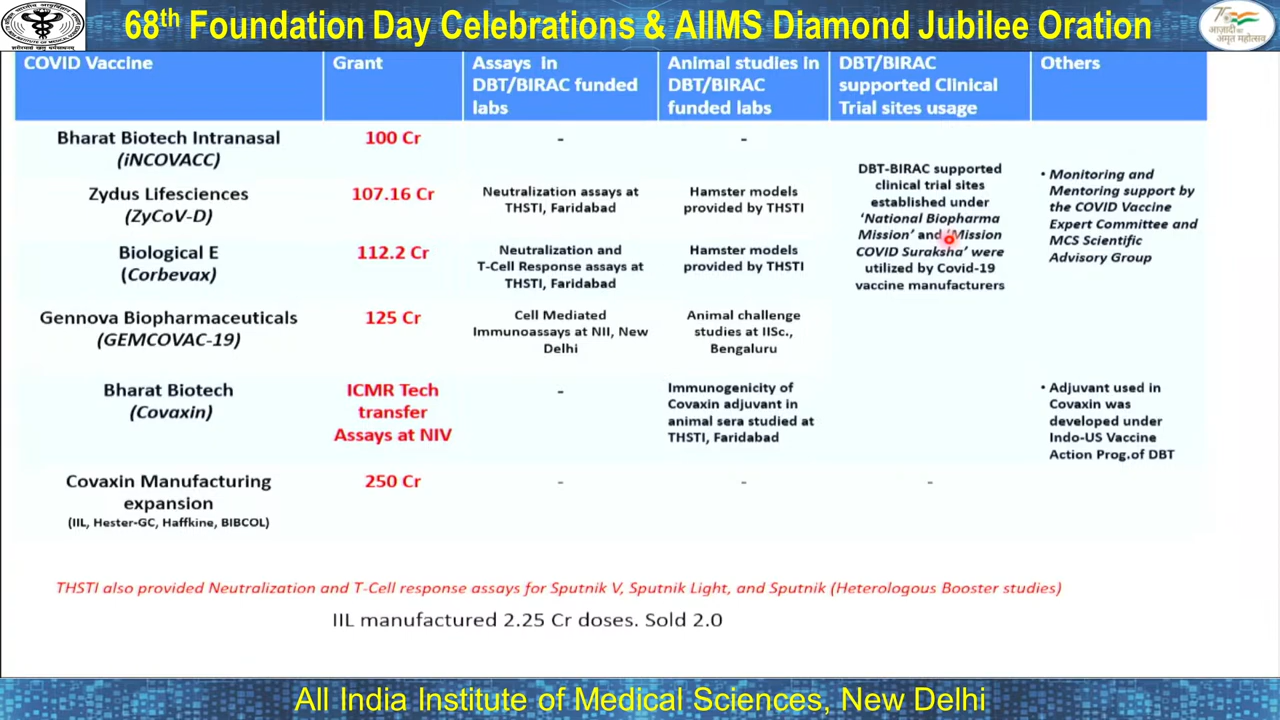 68th Foundation Day Celebrations & AIIMS Diamond Jubilee Oration
आज़ादी का
अमृत महोत्सव
COVID Vaccine
Grant
Assays in
DBT/BIRAC funded
labs
Animal studies in
DBT/BIRAC
funded labs
DBT/BIRAC
supported Clinical
Trial sites usage
Others
Bharat Biotech Intranasal
(iNCOVACC)
100 Cr
-
-
Zydus Lifesciences
(ZyCoV-D)
107.16 Cr
Neutralization assays at
THSTI, Faridabad
Hamster models
provided by THSTI
Biological E
(Corbevax)
112.2 Cr
Neutralization and
T-Cell Response assays at
THSTI, Faridabad
Hamster models
provided by THSTI
DBT-BIRAC supported
clinical trial sites
established under
‘National Biopharma
Mission’ and ‘Mission
COVID Suraksha’ were
utilized by Covid-19
vaccine manufacturers
• Monitoring and
Mentoring support by
the COVID Vaccine
Expert Committee and
MCS Scientific
Advisory Group
Gennova Biopharmaceuticals
(GEMCOVAC-19)
125 Cr
Cell Mediated
Immunoassays at NII, New
Delhi
Animal challenge
studies at IISc.,
Bengaluru
Bharat Biotech
(Covaxin)
ICMR Tech
transfer
Assays at NIV
-
Immunogenicity of
Covaxin adjuvant in
animal sera studied at
THSTI, Faridabad
• Adjuvant used in
Covaxin was
developed under
Indo-US Vaccine
Action Prog.of DBT
Covaxin Manufacturing
expansion
(IIL, Hester-GC, Haffkine, BIBCOL)
250 Cr
-
-
-
THSTI also provided Neutralization and T-Cell response assays for Sputnik V, Sputnik Light, and Sputnik (Heterologous Booster studies)
IIL manufactured 2.25 Cr doses. Sold 2.0
All India Institute of Medical Sciences, New Delhi